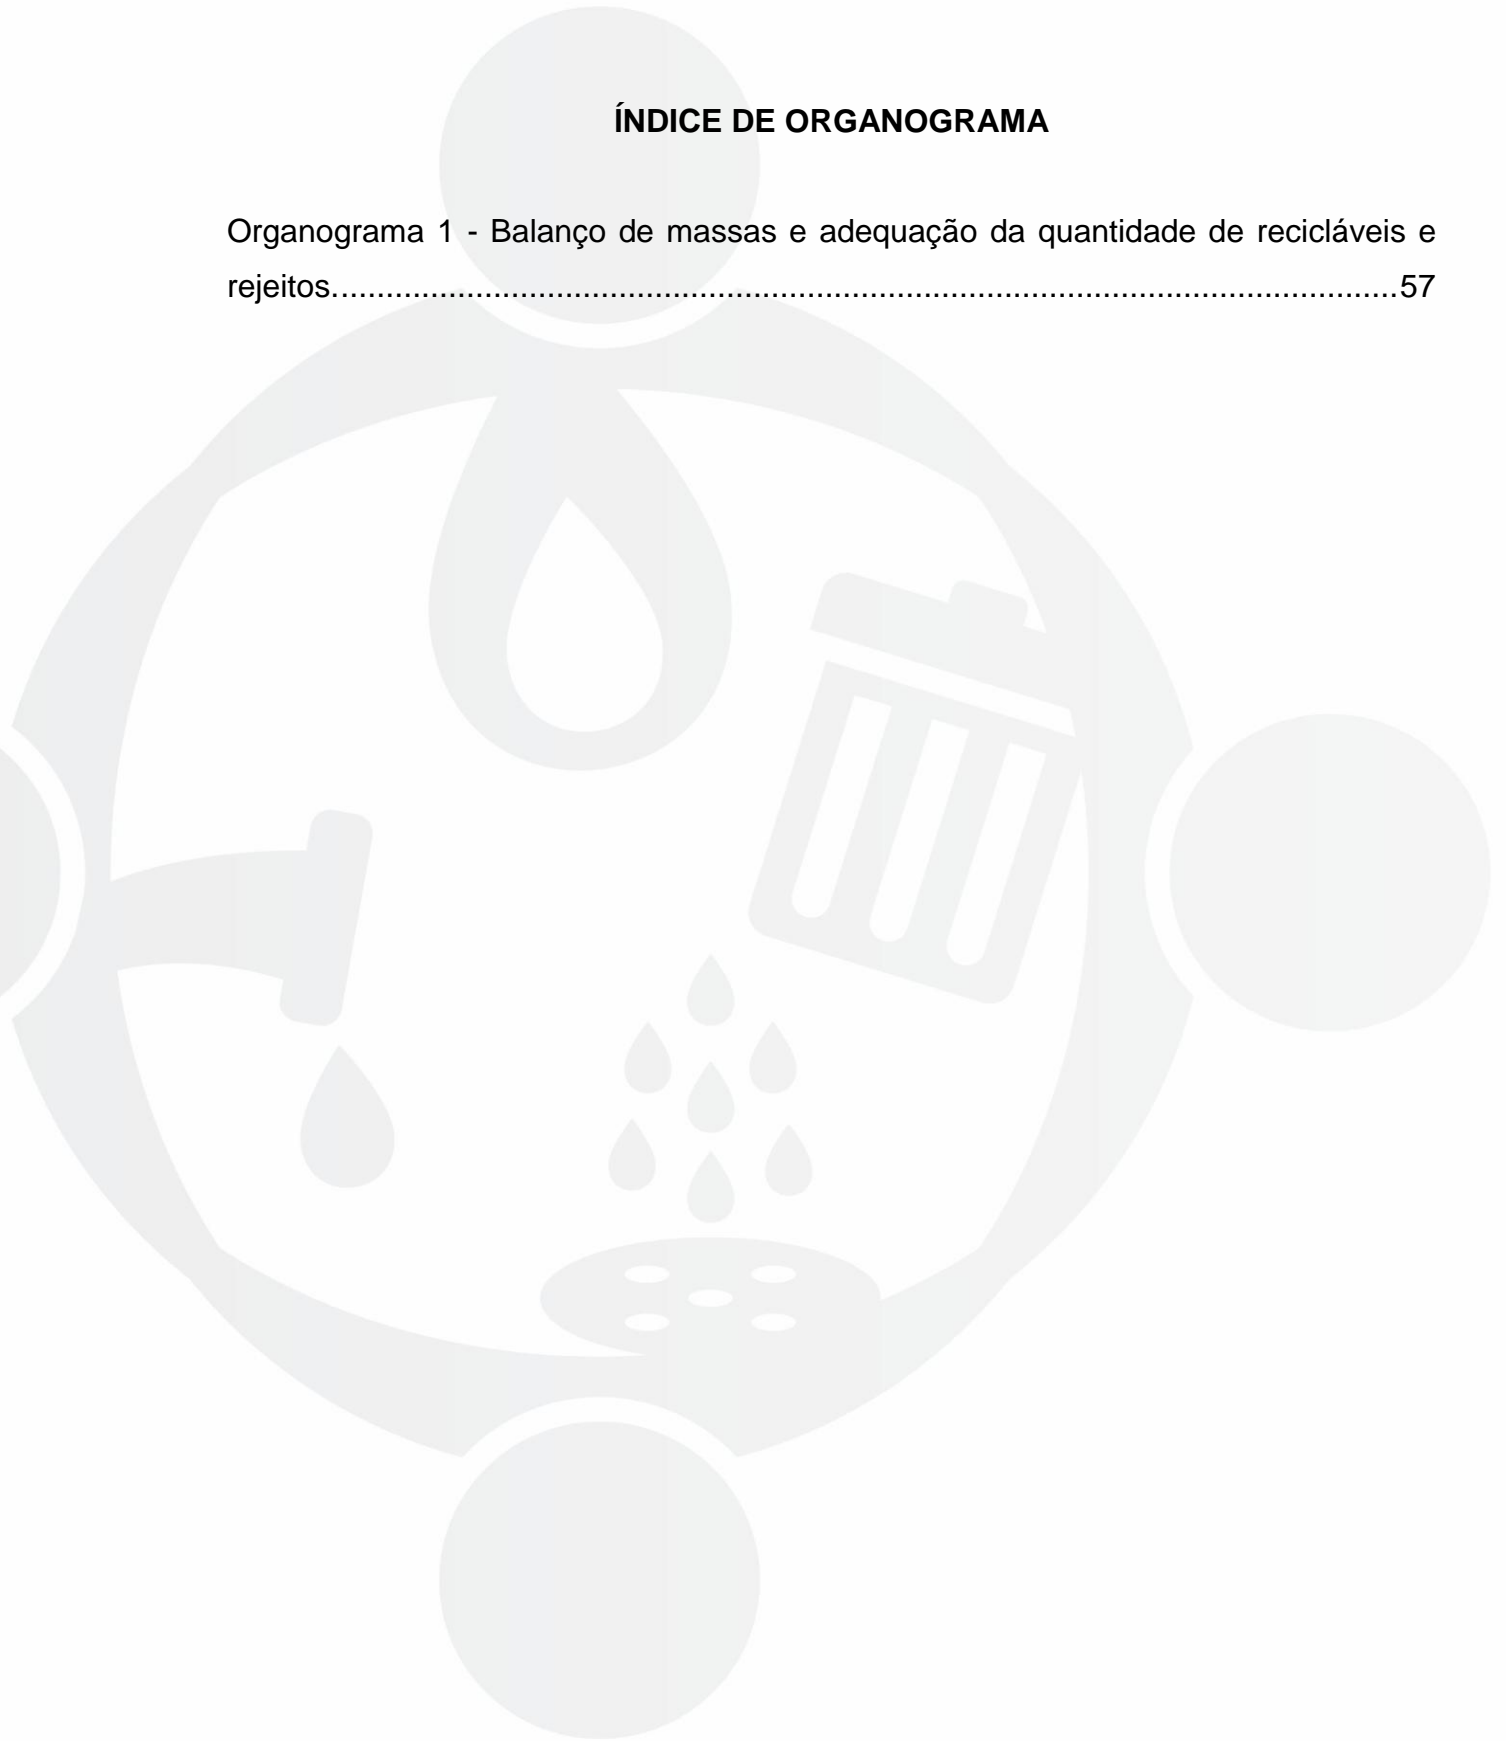 ÍNDICE DE ORGANOGRAMA
Organograma 1 - Balanço de massas e adequação da quantidade de recicláveis e
rejeitos.......................................................................................................................57